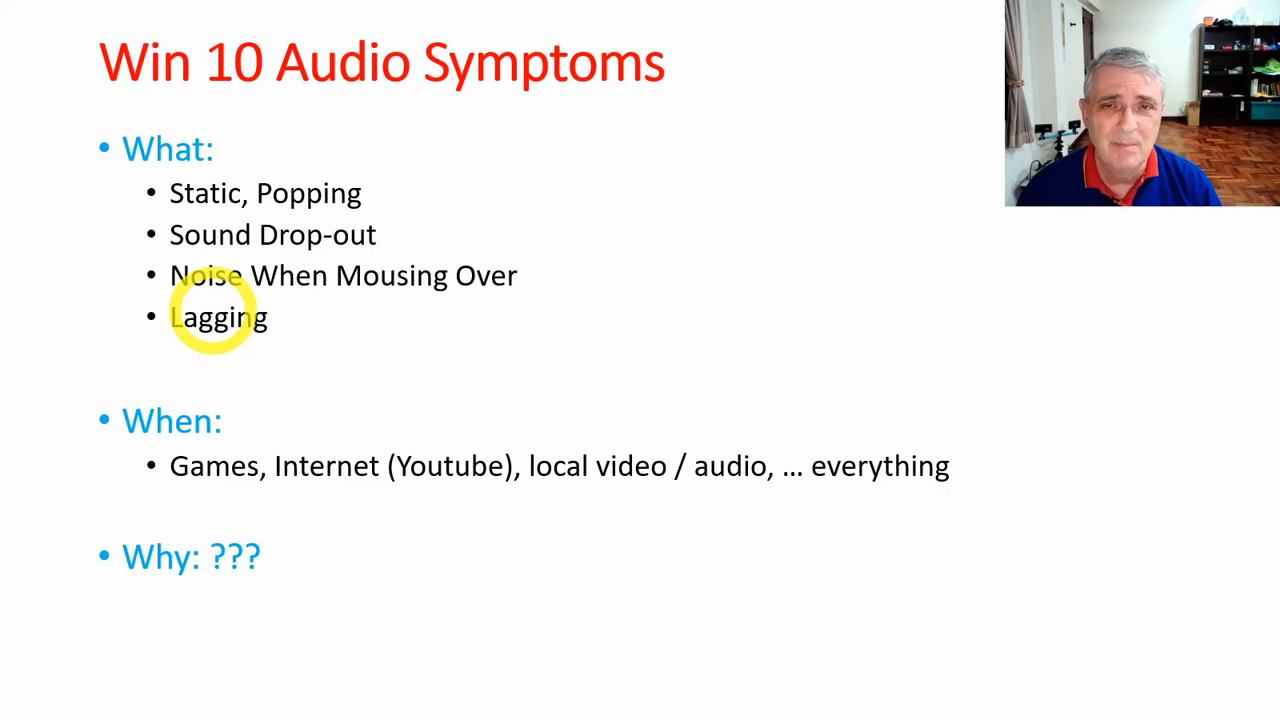 Win 10 Audio Symptoms
• What:
• Static, Popping
• Sound Drop-out
• Noise When Mousing Over
• Lagging
• When:
• Games, Internet (Youtube), local video / audio, … everything
• Why: ???